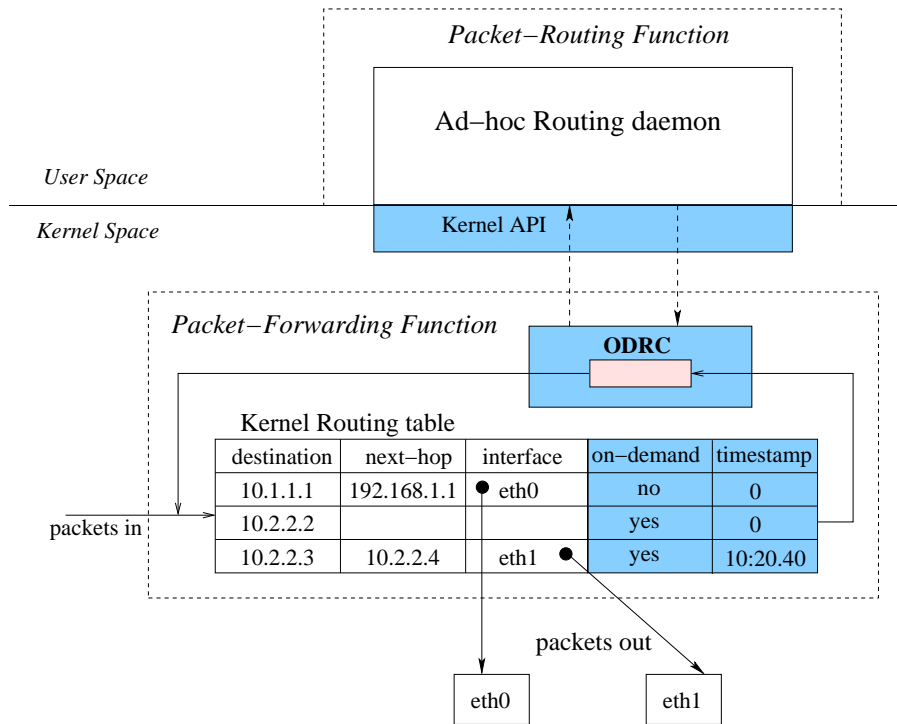 Packet−Routing Function
Ad−hoc Routing daemon
User Space
Kernel Space
Kernel API
Packet−Forwarding Function
ODRC
Kernel Routing table
destination next−hop interface on−demand timestamp
10.1.1.1 192.168.1.1 eth0 no 0
10.2.2.2 yes 0
10.2.2.3 10.2.2.4 eth1 yes 10:20.40
packets in
packets out
eth0 eth1